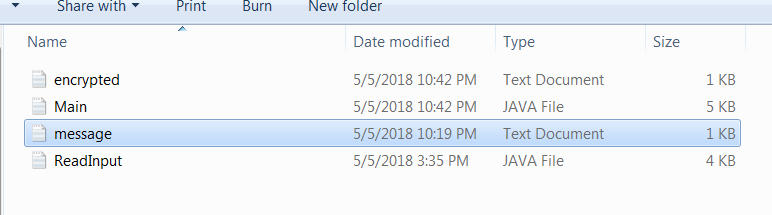 Share with Print Burn New folder
Name Date modified Type Size
encrypted 5/5/2018 10:42 PM Text Document 1 KB
Main 5/5/2018 10:42 PM JAVA File 5 KB
message 5/5/2018 10:19 PM Text Document 1 KB
ReadInput 5/5/2018 3:35 PM JAVA File 4 KB